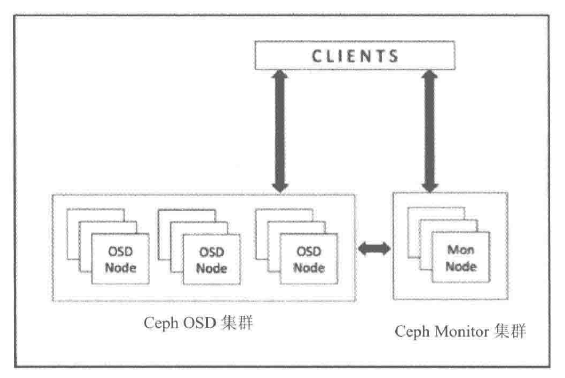 CLIENTS
OSD
Node
OSD
Node
OSD
Node
Mon
Node
Ceph OSD 集群
Ceph Monitor 集群